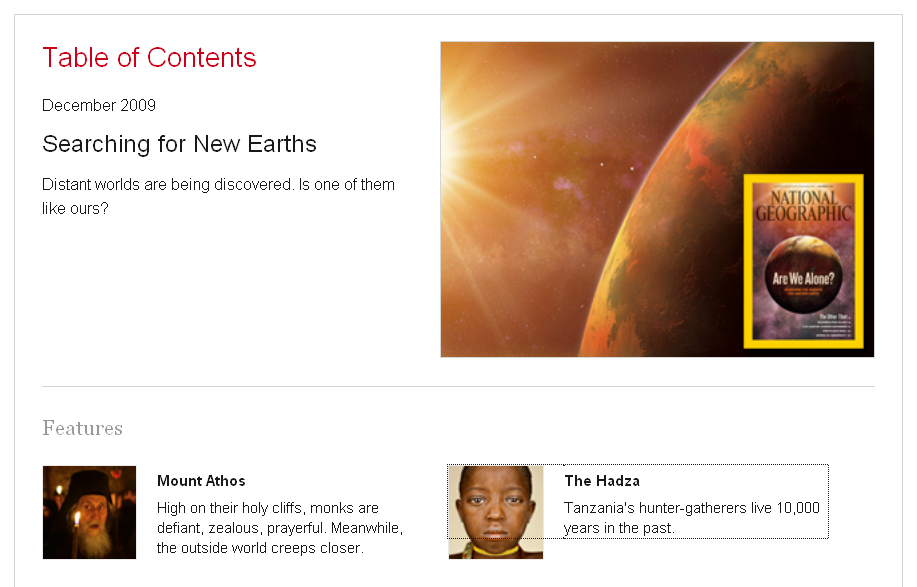 Table of Contents
December 2009
Searching for New Earths
Distant worlds are being discovered. Is one of them
like ours?
NATIONAL
GEOGRAPHIC
Are We Alone?
Features
Mount Athos
High on their holy cliffs, monks are
defiant, zealous, prayerful. Meanwhile,
the outside world creeps closer.
The Hadza
Tanzania's hunter-gatherers live 10,000
years in the past.